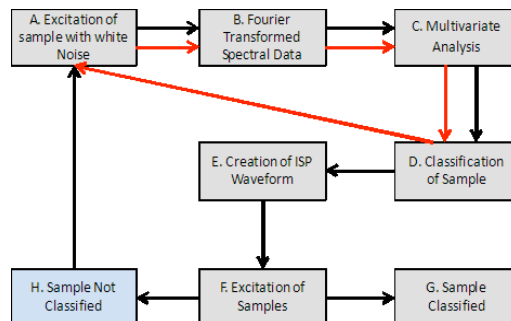 A. Excitation of
sample with white
Noise
B. Fourier
Transformed
Spectral Data
C. Multivariate
Analysis
E. Creation of ISP
Waveform
D. Classification
of Sample
H. Sample Not
Classified
F. Excitation of
Samples
G. Sample
Classified